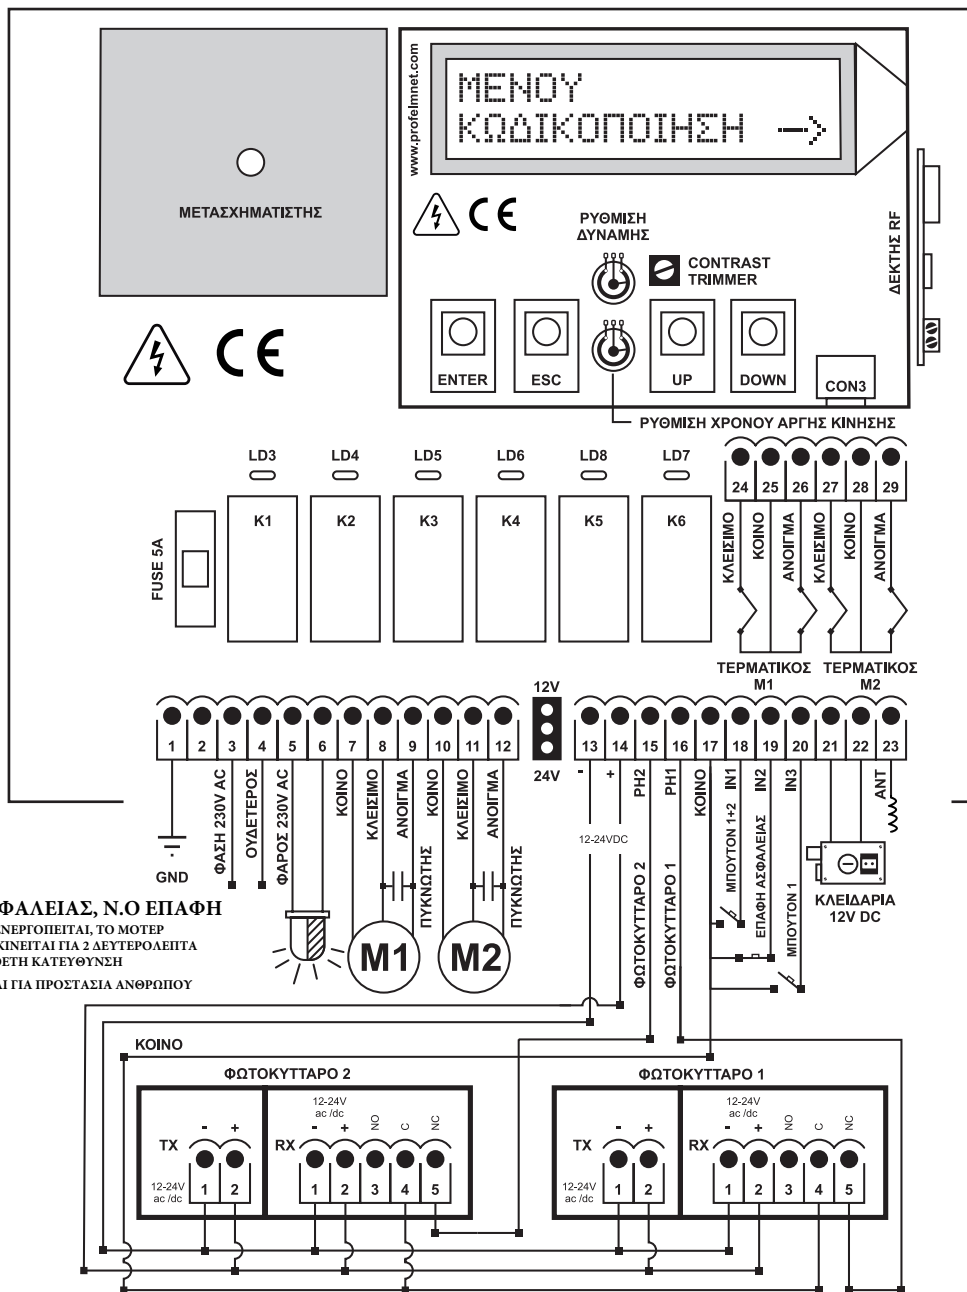 www.profelmnet.com
ΜΕΝΟΥ
ΚΩΔΙΚΟΠΟΙΗΣΗ
ΜΕΤΑΣΧΗΜΑΤΙΣΤΗΣ
CE
ΡΥΘΜΙΣΗ
ΔΥΝΑΜΗΣ
CONTRAST
TRIMMER
ΔΕΚΤΗΣ RF
CE
ENTER
ESC
UP
DOWN
CON3
ΡΥΘΜΙΣΗ ΧΡΟΝΟΥ ΑΡΓΗΣ ΚΙΝΗΣΗΣ
LD3
LD4
LD5
LD6
LD8
LD7
K1
K2
K3
K4
K5
K6
FUSE 5A
24 25 26 27 28 29
ΚΛΕΙΣΙΜΟ
ΚΟΙΝΟ
ΑΝΟΙΓΜΑ
ΚΛΕΙΣΙΜΟ
ΚΟΙΝΟ
ΑΝΟΙΓΜΑ
ΤΕΡΜΑΤΙΚΟΣ
M1
ΤΕΡΜΑΤΙΚΟΣ
M2
12V
24V
1 2 3 4 5 6 7 8 9 10 11 12
13 14 15 16 17 18 19 20 21 22 23
GND
ΦΑΣΗ 230V AC
ΟΥΔΕΤΕΡΟΣ
ΦΑΡΟΣ 230V AC
ΚΟΙΝΟ
ΚΛΕΙΣΙΜΟ
ΑΝΟΙΓΜΑ
ΠΥΚΝΩΤΗΣ
ΚΟΙΝΟ
ΚΛΕΙΣΙΜΟ
ΑΝΟΙΓΜΑ
ΠΥΚΝΩΤΗΣ
M1
M2
- +
12-24VDC
PH2
ΦΩΤΟΚΥΤΤΑΡΟ 2
PH1
ΦΩΤΟΚΥΤΤΑΡΟ 1
ΚΟΙΝΟ
IN1
ΜΠΟΥΤΟΝ 1+2
IN2
ΕΠΑΦΗ ΑΣΦΑΛΕΙΑΣ
IN3
ΜΠΟΥΤΟΝ 1
ANT
ΚΛΕΙΔΑΡΙΑ
12V DC
ΦΑΛΕΙΑΣ, Ν.Ο ΕΠΑΦΗ
ΕΝΕΡΓΟΠΕΙΤΑΙ, ΤΟ ΜΟΤΕΡ
ΚΙΝΕΙΤΑΙ ΓΙΑ 2 ΔΕΥΤΕΡΟΛΕΠΤΑ
ΘΕΤΗ ΚΑΤΕΥΘΥΝΣΗ
ΑΙ ΓΙΑ ΠΡΟΣΤΑΣΙΑ ΑΝΘΡΩΠΟΥ
ΚΟΙΝΟ
ΦΩΤΟΚΥΤΤΑΡΟ 2
TX
- +
12-24V
ac /dc
1 2
RX
12-24V
ac /dc
- + NO C NC
1 2 3 4 5
ΦΩΤΟΚΥΤΤΑΡΟ 1
TX
- +
12-24V
ac /dc
1 2
RX
12-24V
ac /dc
- + NO C NC
1 2 3 4 5